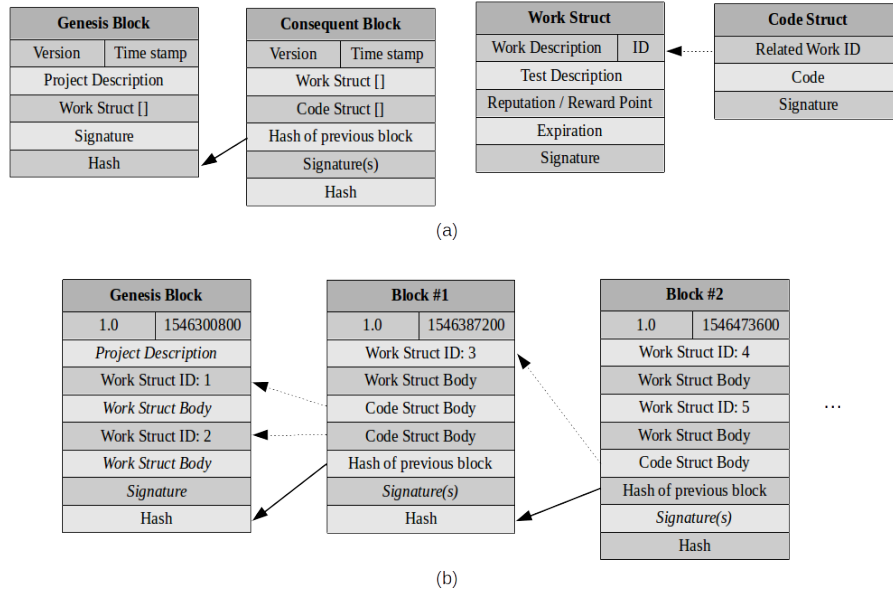 Genesis Block
Version Time stamp
Project Description
Work Struct []
Signature
Hash
Consequent Block
Version Time stamp
Work Struct []
Code Struct []
Hash of previous block
Signature(s)
Hash
Work Struct
Work Description ID
Test Description
Reputation / Reward Point
Expiration
Signature
Code Struct
Related Work ID
Code
Signature
(a)
Genesis Block
1.0 1546300800
Project Description
Work Struct ID: 1
Work Struct Body
Work Struct ID: 2
Work Struct Body
Signature
Hash
Block #1
1.0 1546387200
Work Struct ID: 3
Work Struct Body
Code Struct Body
Code Struct Body
Hash of previous block
Signature(s)
Hash
Block #2
1.0 1546473600
Work Struct ID: 4
Work Struct Body
Work Struct ID: 5
Work Struct Body
Code Struct Body
Hash of previous block
Signature(s)
Hash
...
(b)